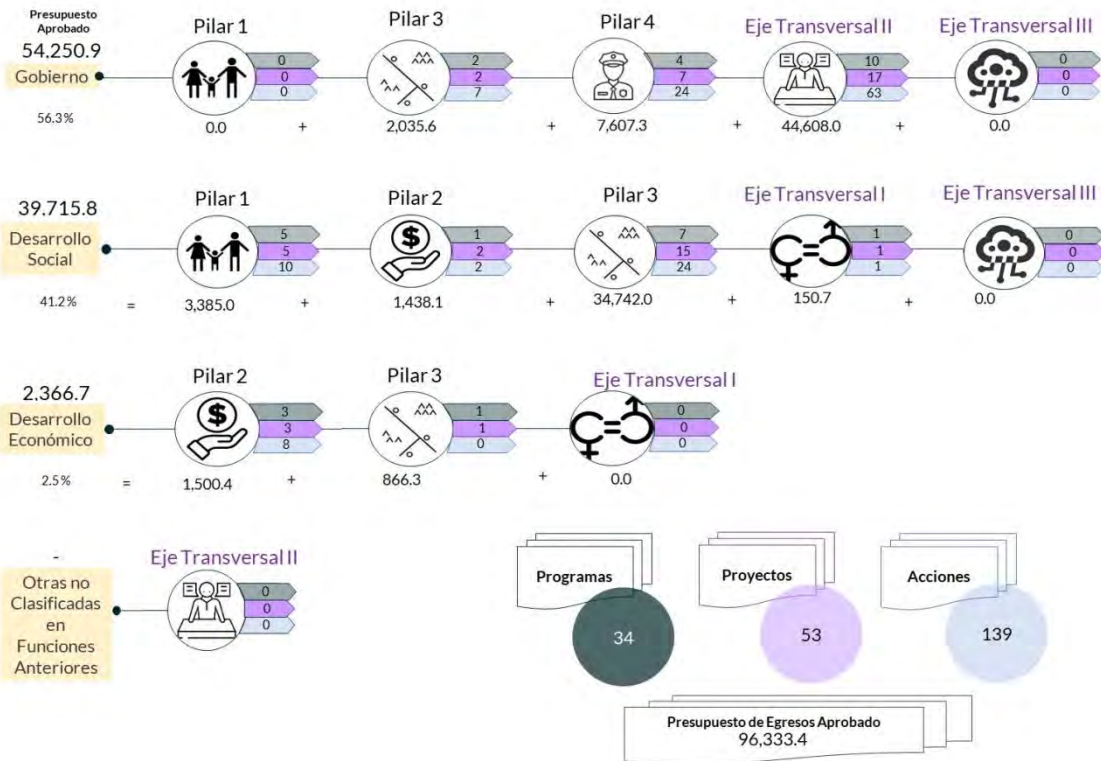 Presupuesto
Aprobado
54,250.9
Gobierno
56.3%
Pilar 1
0
0
0
0.0
+
Pilar 3
2
2
7
2,035.6
+
Pilar 4
4
7
24
7,607.3
+
Eje Transversal II
10
17
63
44,608.0
+
Eje Transversal III
0
0
0
0.0
39,715.8
Desarrollo
Social
41.2%
=
Pilar 1
5
5
10
3,385.0
+
Pilar 2
$
1
2
2
1,438.1
+
Pilar 3
7
15
24
34,742.0
+
Eje Transversal I
1
1
1
150.7
+
Eje Transversal III
0
0
0
0.0
2.366.7
Desarrollo
Económico
2.5%
=
Pilar 2
$
3
3
8
1,500.4
+
Pilar 3
1
1
0
866.3
+
Eje Transversal I
0
0
0
0.0
-
Otras no
Clasificadas
en
Funciones
Anteriores
Eje Transversal II
0
0
0
Programas
34
Proyectos
53
Acciones
139
Presupuesto de Egresos Aprobado
96,333.4